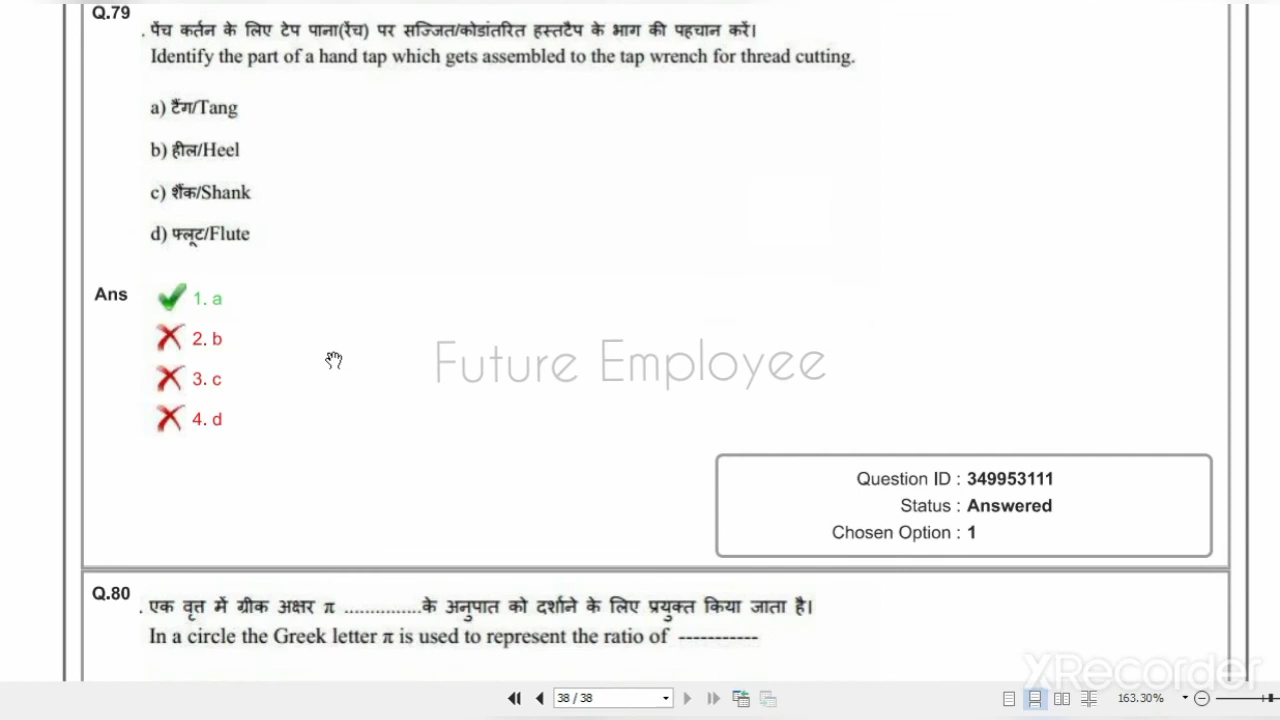 Q.79
. पेंच कर्तन के लिए टेप पाना(रेंच) पर सज्जित/कोडांतरित हस्तटैप के भाग की पहचान करें।
Identify the part of a hand tap which gets assembled to the tap wrench for thread cutting.
a) टैंग/Tang
b) हील/Heel
c) शैंक/Shank
d) फ्लूट/Flute
Ans
1. a
2. b
3. c
4. d
Future Employee
Question ID : 349953111
Status : Answered
Chosen Option : 1
Q.80
. एक वृत्त में ग्रीक अक्षर π ...............के अनुपात को दर्शाने के लिए प्रयुक्त किया जाता है।
In a circle the Greek letter π is used to represent the ratio of -----------
XRecorder
38 / 38
163.30%